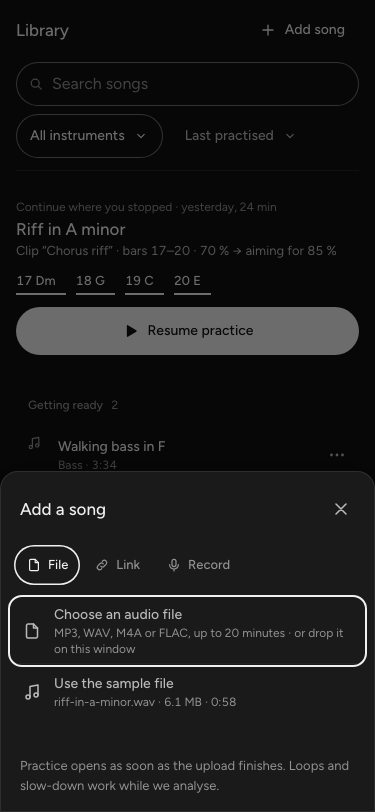 Library
Add song
Search songs
All instruments
Last practised
Continue where you stopped · yesterday, 24 min
Riff in A minor
Clip “Chorus riff” · bars 17–20 · 70 % → aiming for 85 %
17 Dm
18 G
19 C
20 E
Resume practice
Getting ready 2
Walking bass in F
Bass · 3:34
Add a song
File
Link
Record
Choose an audio file
MP3, WAV, M4A or FLAC, up to 20 minutes · or drop it
on this window
Use the sample file
riff-in-a-minor.wav · 6.1 MB · 0:58
Practice opens as soon as the upload finishes. Loops and
slow-down work while we analyse.